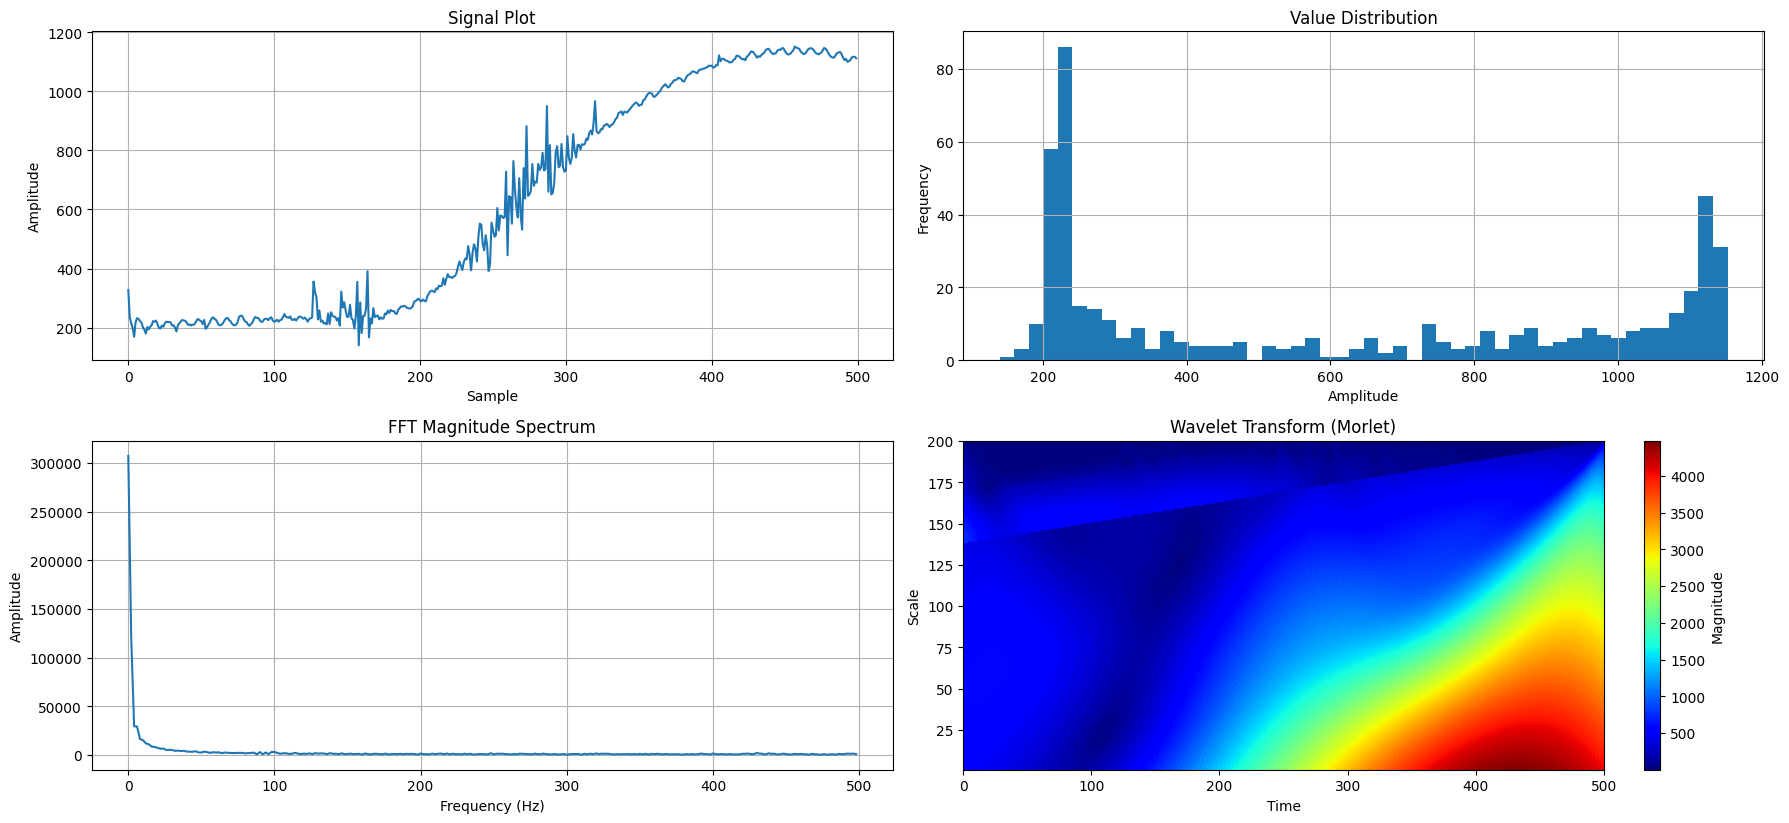 Signal Plot
Amplitude
1200
1000
800
600
400
200
0 100 200 300 400 500
Sample
Value Distribution
Frequency
80
60
40
20
0
200 400 600 800 1000 1200
Amplitude
FFT Magnitude Spectrum
Amplitude
300000
250000
200000
150000
100000
50000
0
0 100 200 300 400 500
Frequency (Hz)
Wavelet Transform (Morlet)
Scale
200
175
150
125
100
75
50
25
0 100 200 300 400 500
Time
4000
3500
3000
2500
2000
1500
1000
500
Magnitude